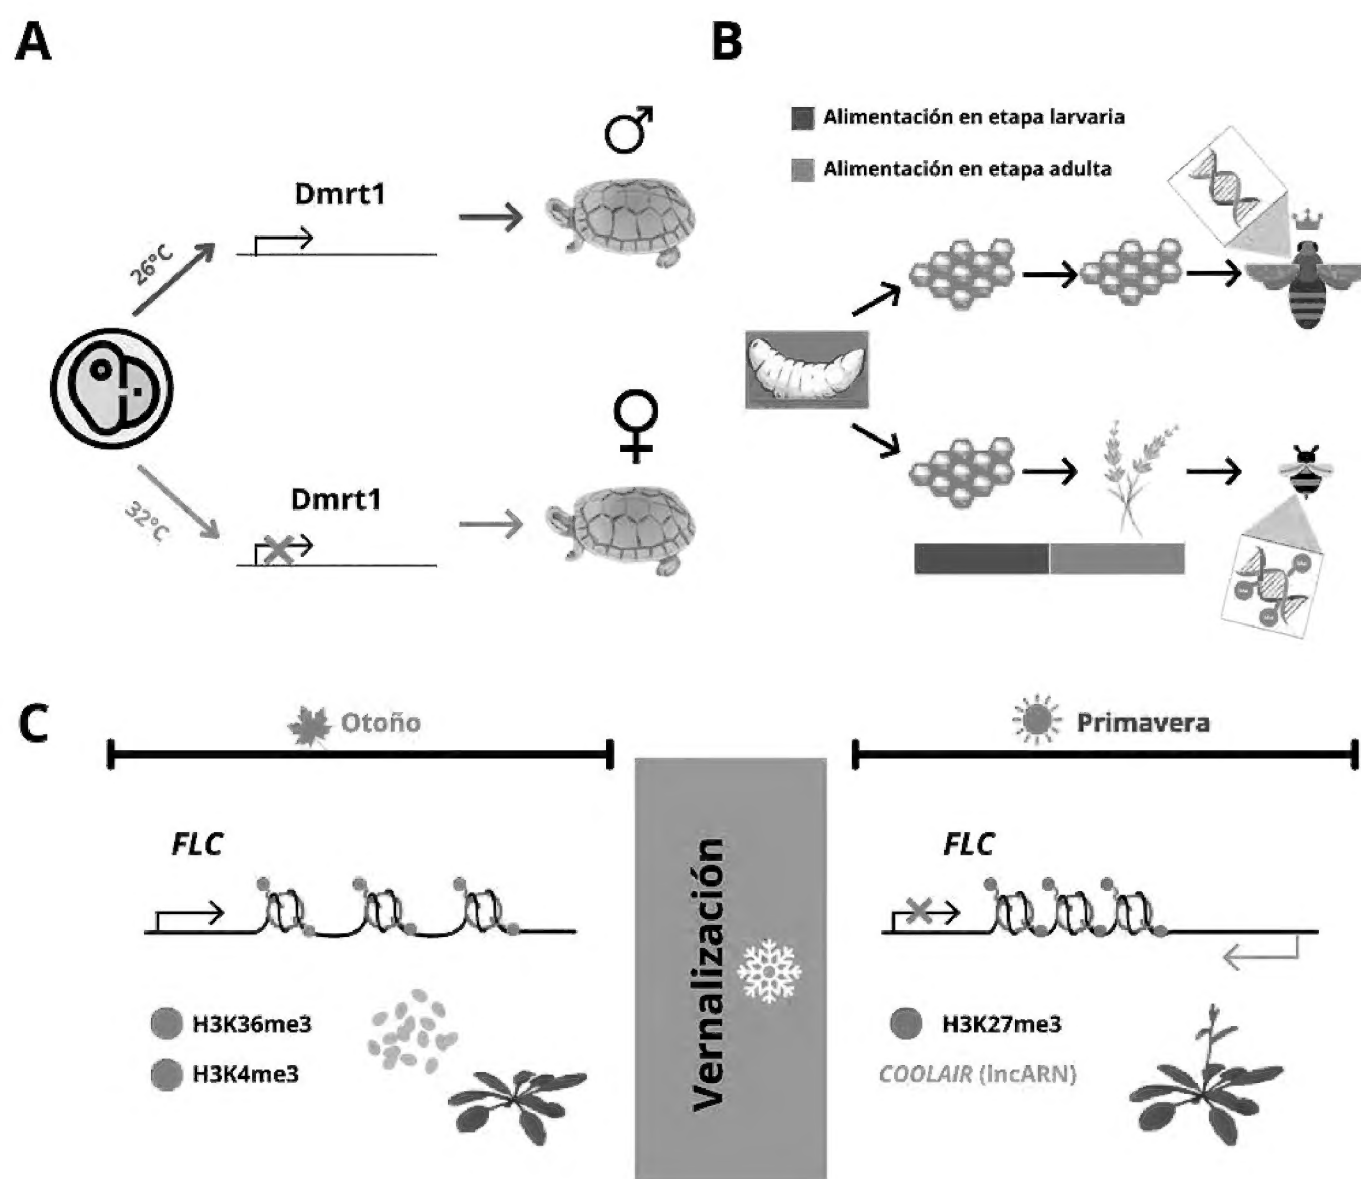 A
Dmrt1
26°C
32°C
Dmrt1
B
Alimentación en etapa larvaria
Alimentación en etapa adulta
C
Otoño
FLC
H3K36me3
H3K4me3
Vernalización
Primavera
FLC
H3K27me3
COOLAIR (lncARN)